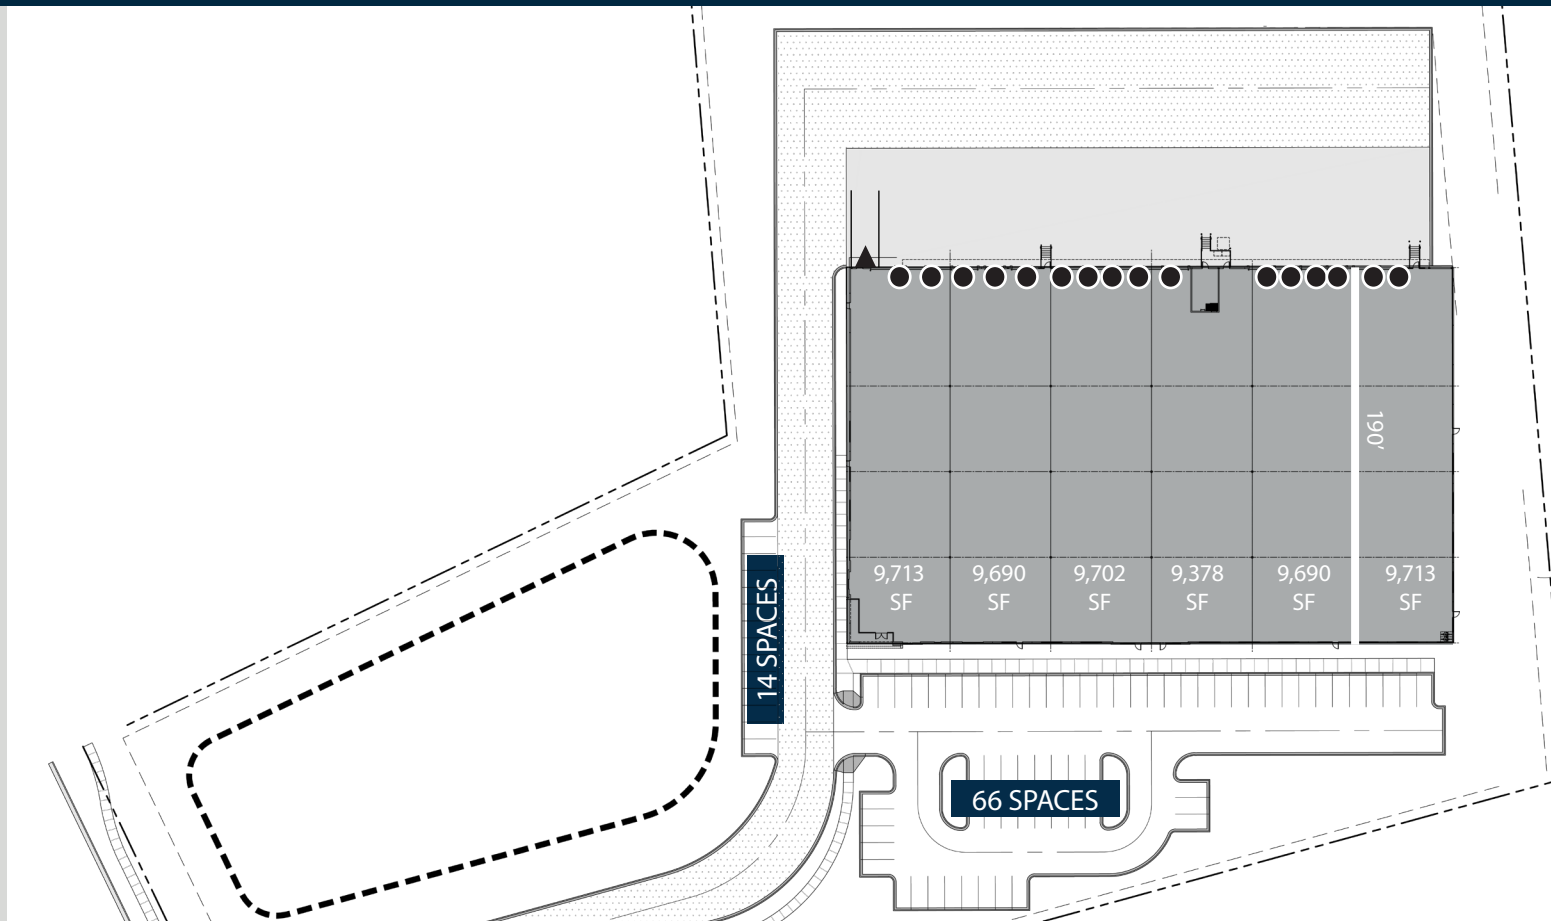 190'
9,713
SF
9,690
SF
9,702
SF
9,378
SF
9,690
SF
9,713
SF
14 SPACES
66 SPACES